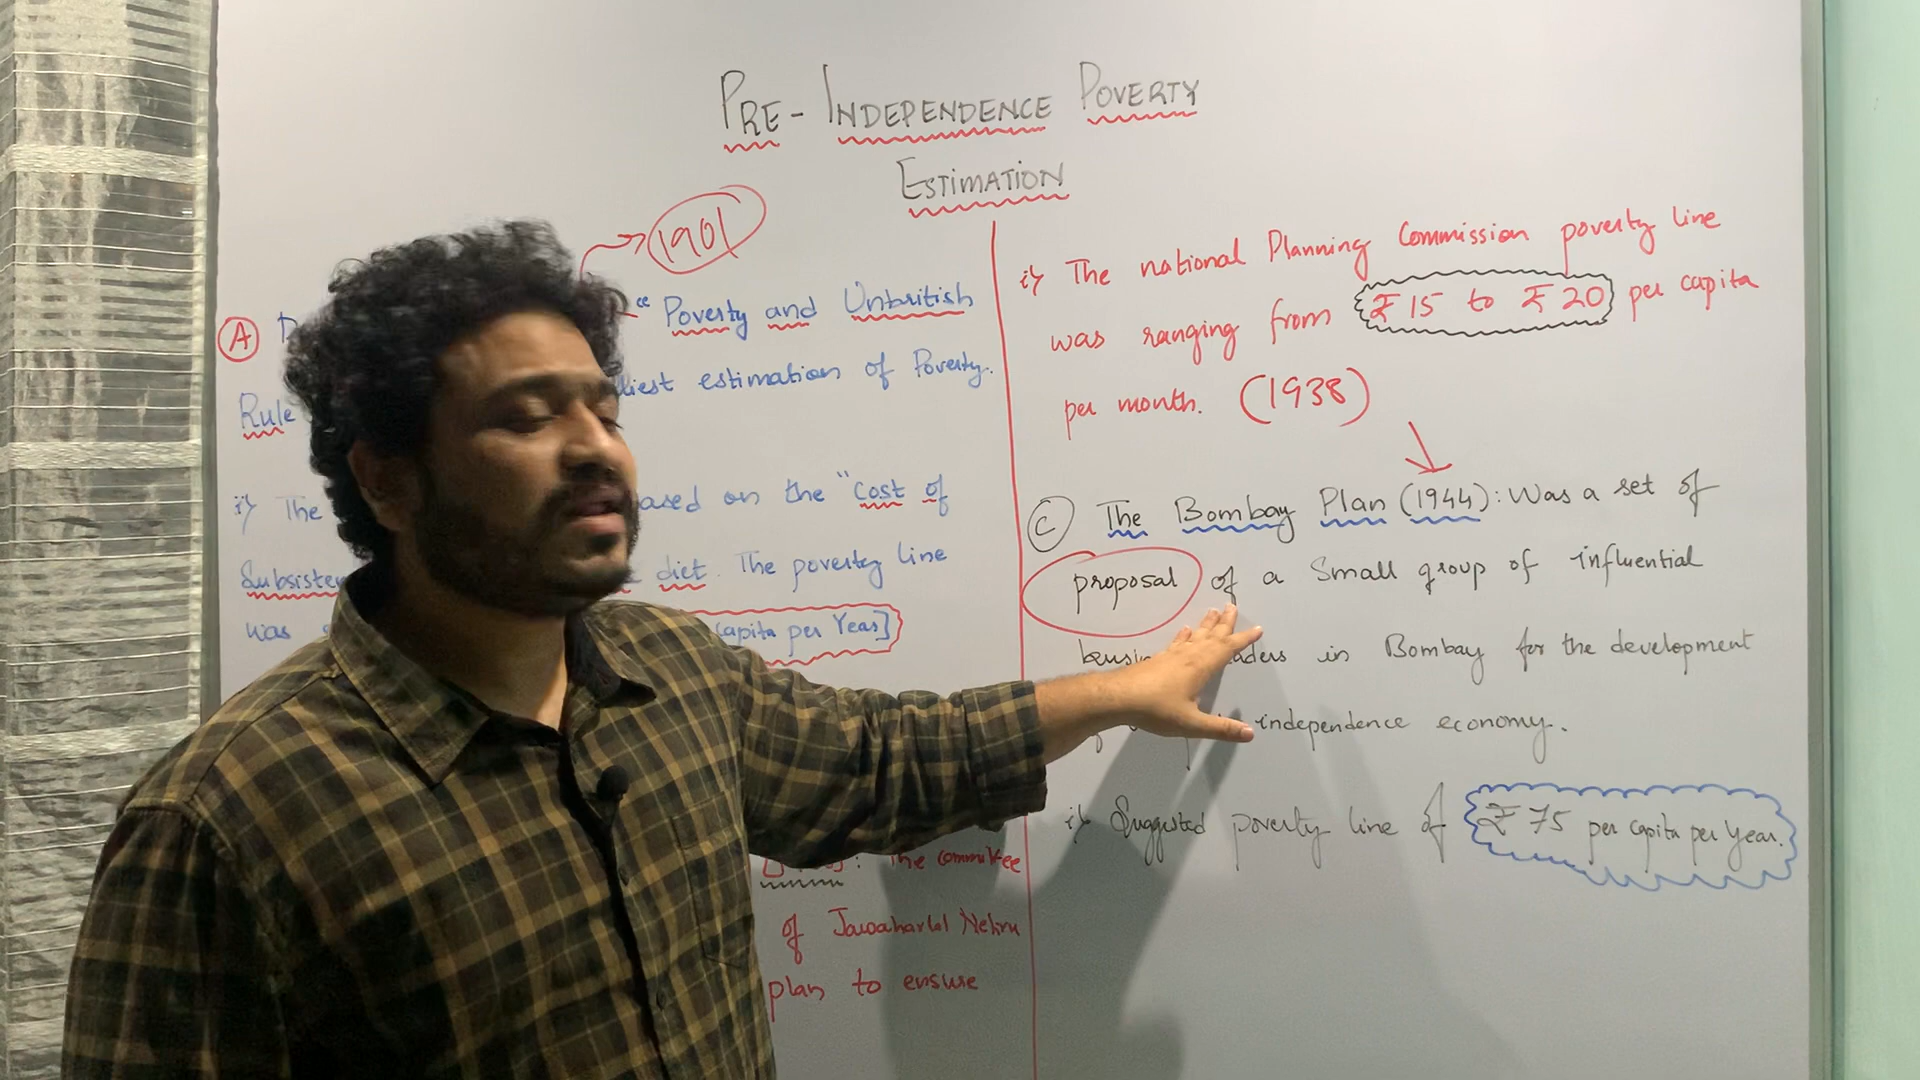 PRE-INDEPENDENCE POVERTY
ESTIMATION
1901
A "Poverty and Unbritish
Rule liest estimation of Poverty.
ii) The ased on the "cost of
Subsisten diet. The poverty line
was capita per Year]
: The committee
of Jawaharlal Nehru
plan to ensure
i) The national Planning Commission poverty line
was ranging from ₹15 to ₹20 per capita
per month. (1938)
C The Bombay Plan (1944): Was a set of
proposal of a Small group of influential
busi aders in Bombay for the development
independence economy.
i) Suggested poverty line of ₹75 per capita per Year.